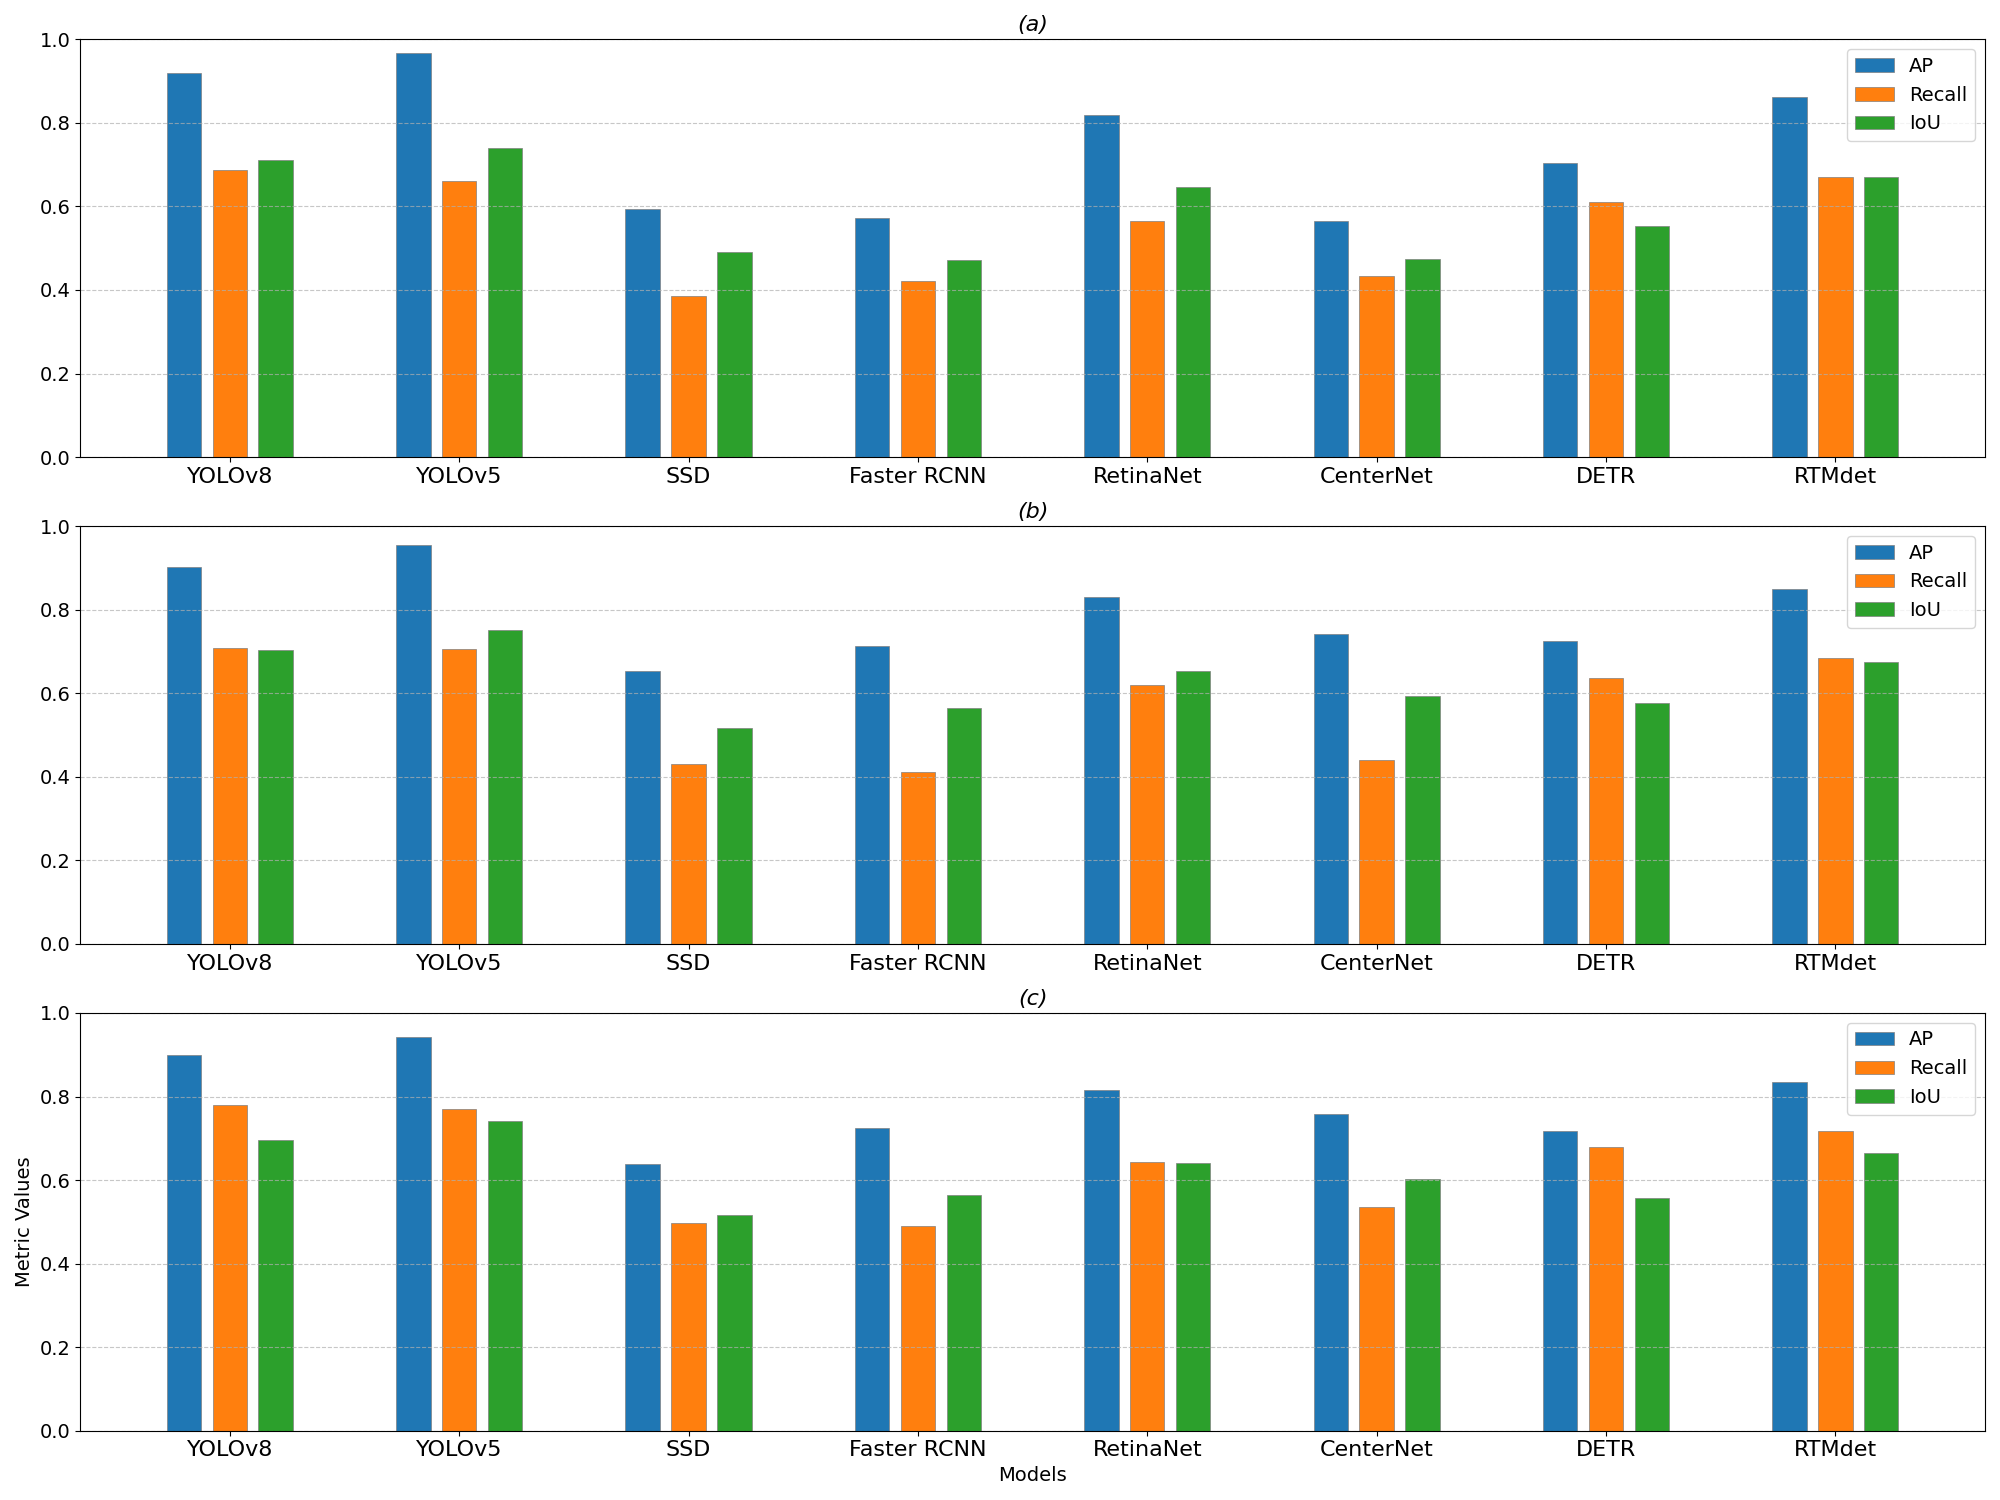 (a)
1.0
0.8
0.6
0.4
0.2
0.0
AP
Recall
IoU
YOLOv8 YOLOv5 SSD Faster RCNN RetinaNet CenterNet DETR RTMdet
(b)
1.0
0.8
0.6
0.4
0.2
0.0
AP
Recall
IoU
YOLOv8 YOLOv5 SSD Faster RCNN RetinaNet CenterNet DETR RTMdet
(c)
Metric Values
1.0
0.8
0.6
0.4
0.2
0.0
AP
Recall
IoU
YOLOv8 YOLOv5 SSD Faster RCNN RetinaNet CenterNet DETR RTMdet
Models